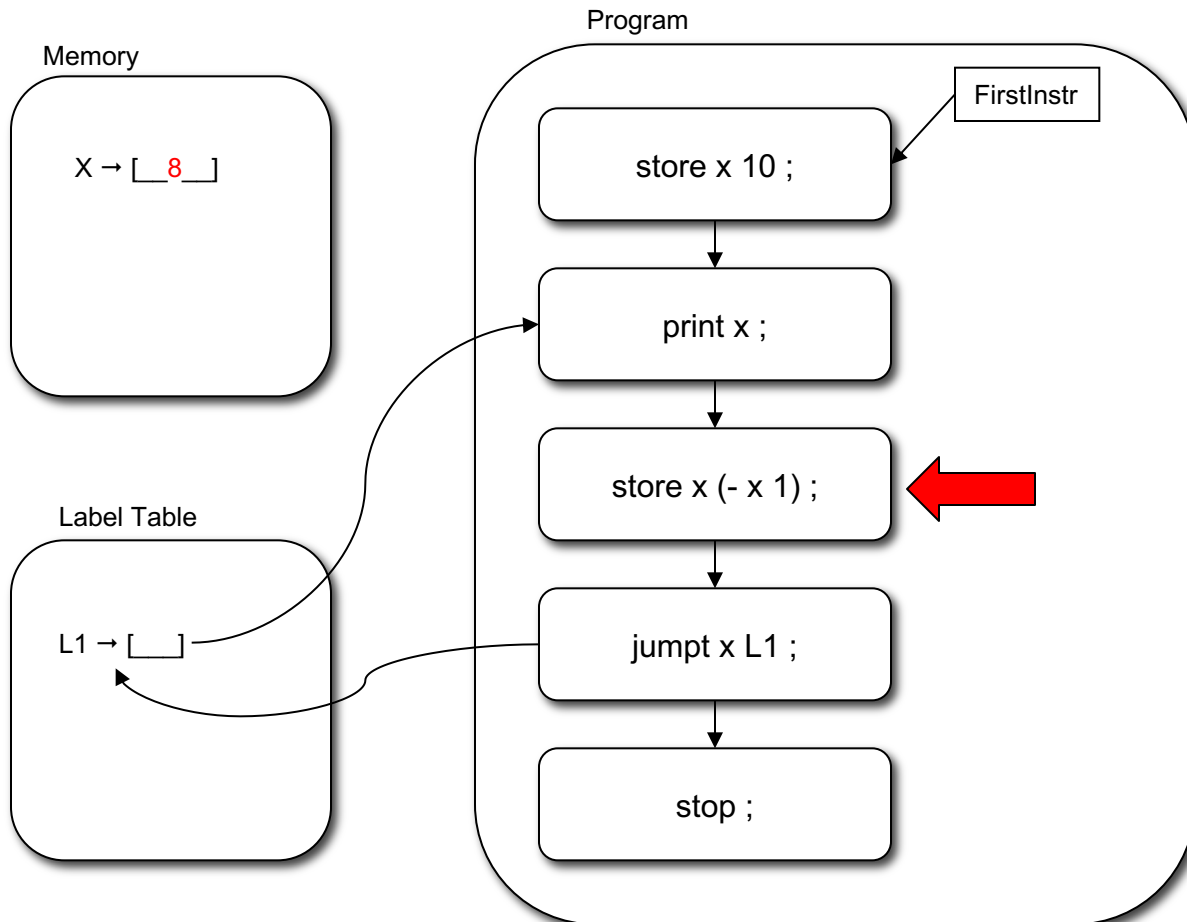 Program
Memory
FirstInstr
X → [__8__]
store x 10 ;
print x ;
store x (- x 1) ;
Label Table
L1 → [___]
jumpt x L1 ;
stop ;